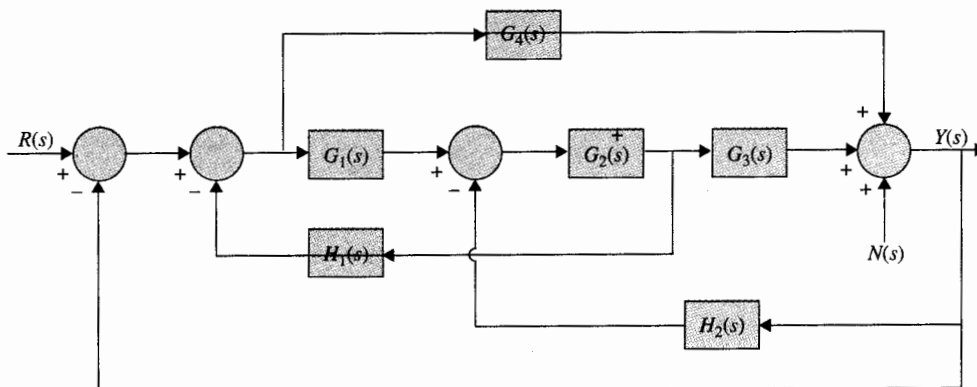 G₄(s)
+
R(s)
+
−
+
−
G₁(s)
+
−
G₂(s)
+
G₃(s)
+
+
Y(s)
H₁(s)
N(s)
H₂(s)